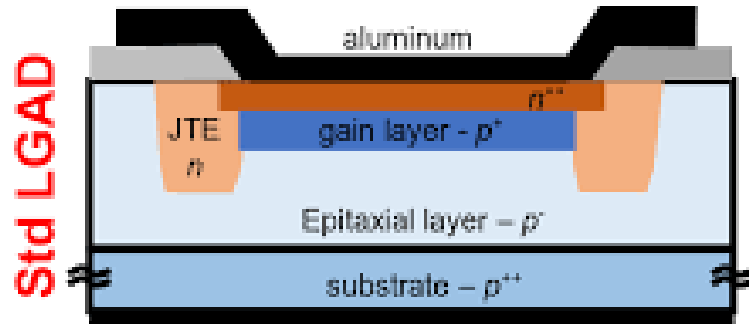 Std LGAD
aluminum
n⁺⁺
JTE
n
gain layer - p⁺
Epitaxial layer – p⁻
substrate – p⁺⁺